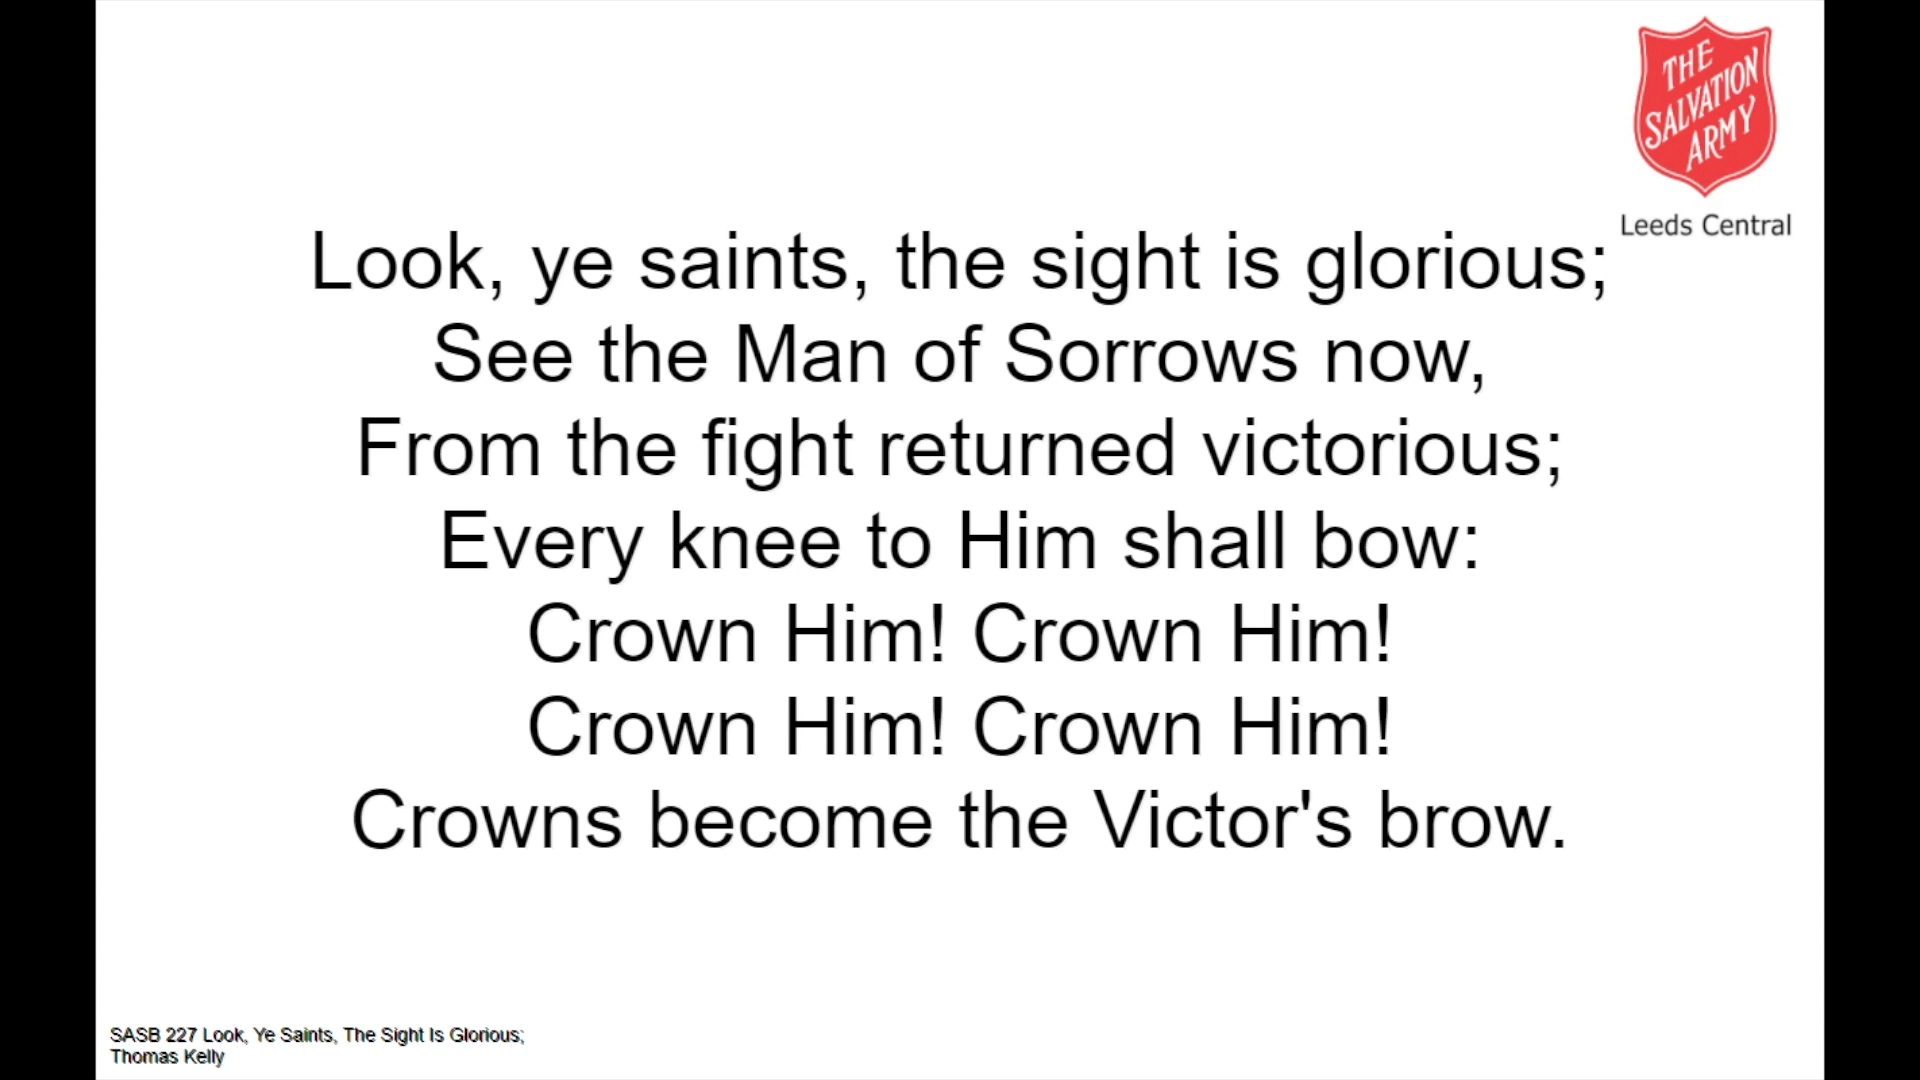 THE
SALVATION
ARMY
Leeds Central
Look, ye saints, the sight is glorious;
See the Man of Sorrows now,
From the fight returned victorious;
Every knee to Him shall bow:
Crown Him! Crown Him!
Crown Him! Crown Him!
Crowns become the Victor's brow.
SASB 227 Look, Ye Saints, The Sight Is Glorious;
Thomas Kelly